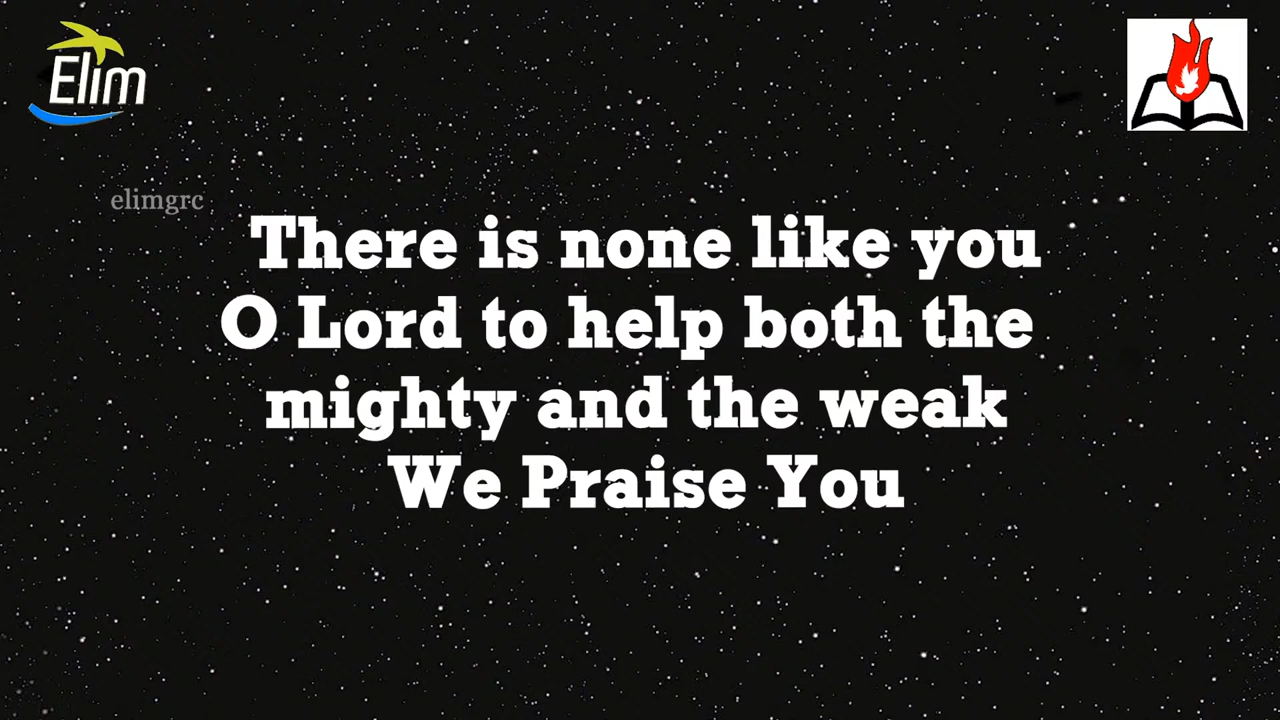 Elim
elimgrc
There is none like you
O Lord to help both the
mighty and the weak
We Praise You